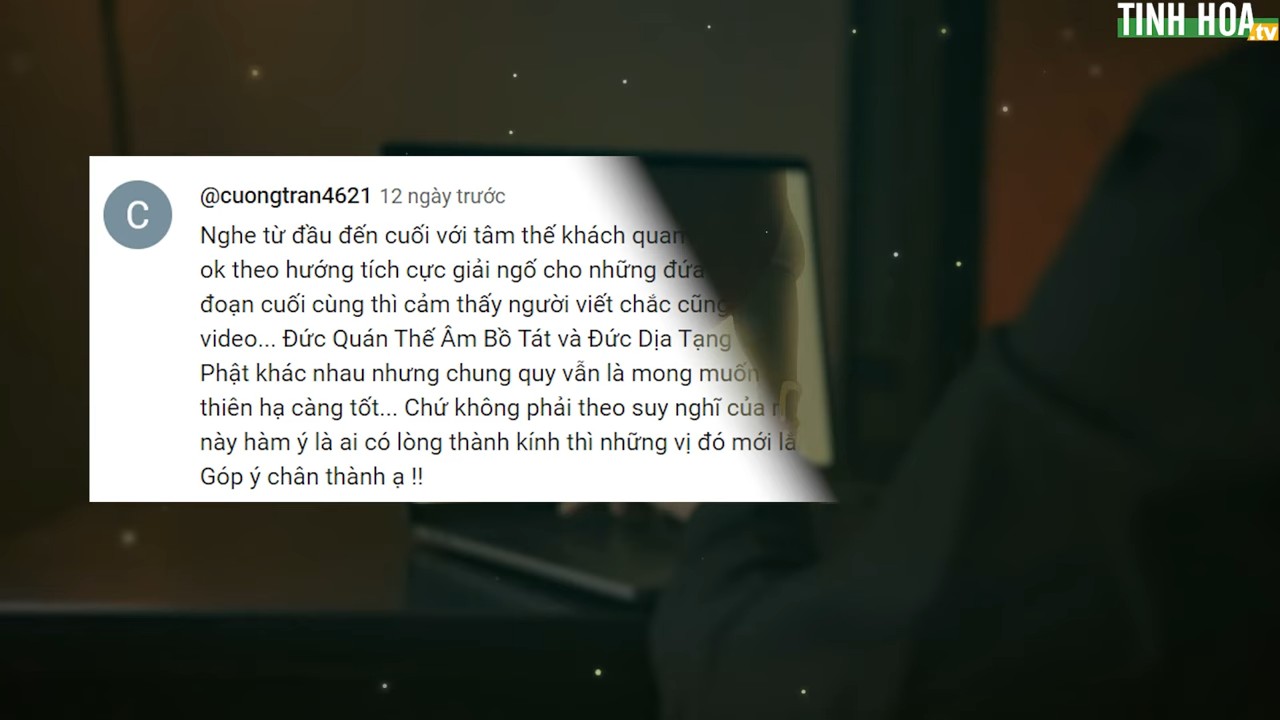 TINH HOA
.tv
C
@cuongtran4621 12 ngày trước
Nghe từ đầu đến cuối với tâm thế khách quan
ok theo hướng tích cực giải ngố cho những đứa
đoạn cuối cùng thì cảm thấy người viết chắc cũng
video... Đức Quán Thế Âm Bồ Tát và Đức Dịa Tạng
Phật khác nhau nhưng chung quy vẫn là mong muốn
thiên hạ càng tốt... Chứ không phải theo suy nghĩ của
này hàm ý là ai có lòng thành kính thì những vị đó mới
Góp ý chân thành ạ !!